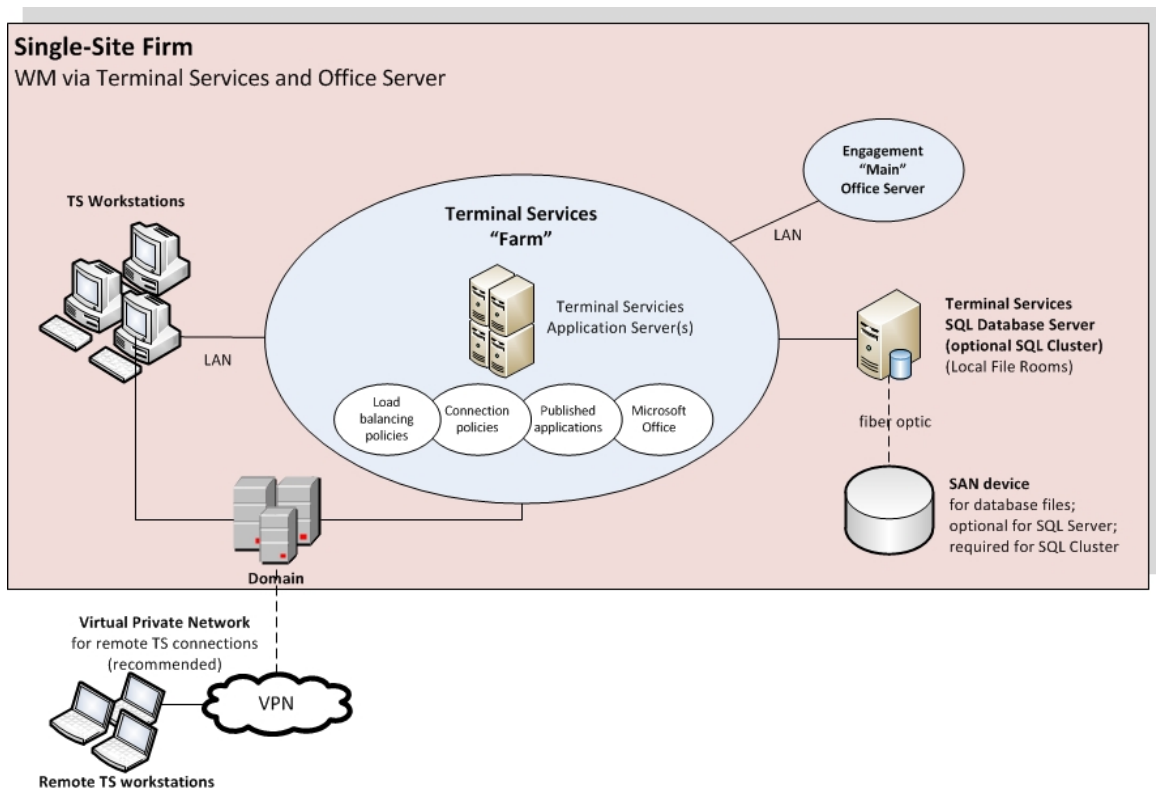 Single-Site Firm
WM via Terminal Services and Office Server
Engagement
“Main”
Office Server
TS Workstations
Terminal Services
“Farm”
LAN
Terminal Servicies
Application Server(s)
Terminal Services
SQL Database Server
(optional SQL Cluster)
(Local File Rooms)
LAN
Load
balancing
policies
Connection
policies
Published
applications
Microsoft
Office
fiber optic
SAN device
for database files;
optional for SQL Server;
required for SQL Cluster
Domain
Virtual Private Network
for remote TS connections
(recommended)
VPN
Remote TS workstations